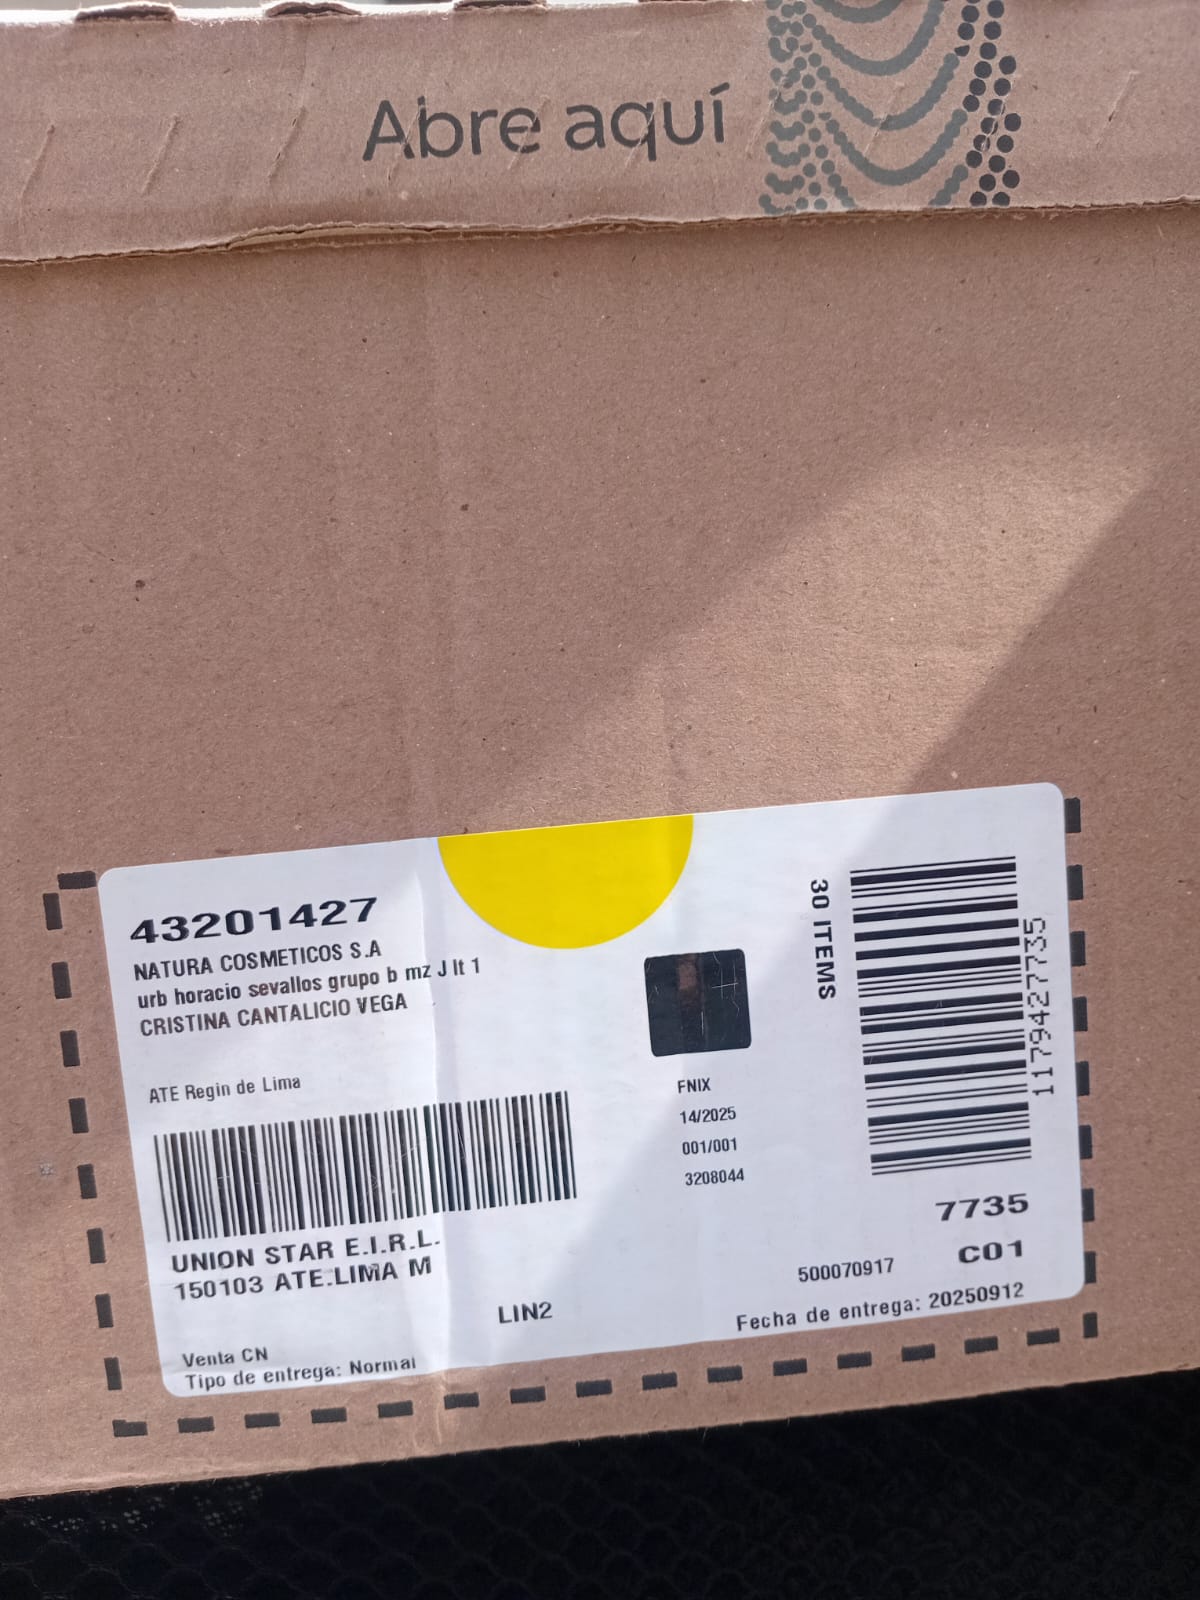 Abre aquí
43201427
NATURA COSMETICOS S.A
urb horacio sevallos grupo b mz J lt 1
CRISTINA CANTALICIO VEGA
ATE Regin de Lima
UNION STAR E.I.R.L.
150103 ATE.LIMA M
LIN2
Venta CN
Tipo de entrega: Normal
FNIX
14/2025
001/001
3208044
30 ITEMS
1179427735
7735
C01
500070917
Fecha de entrega: 20250912